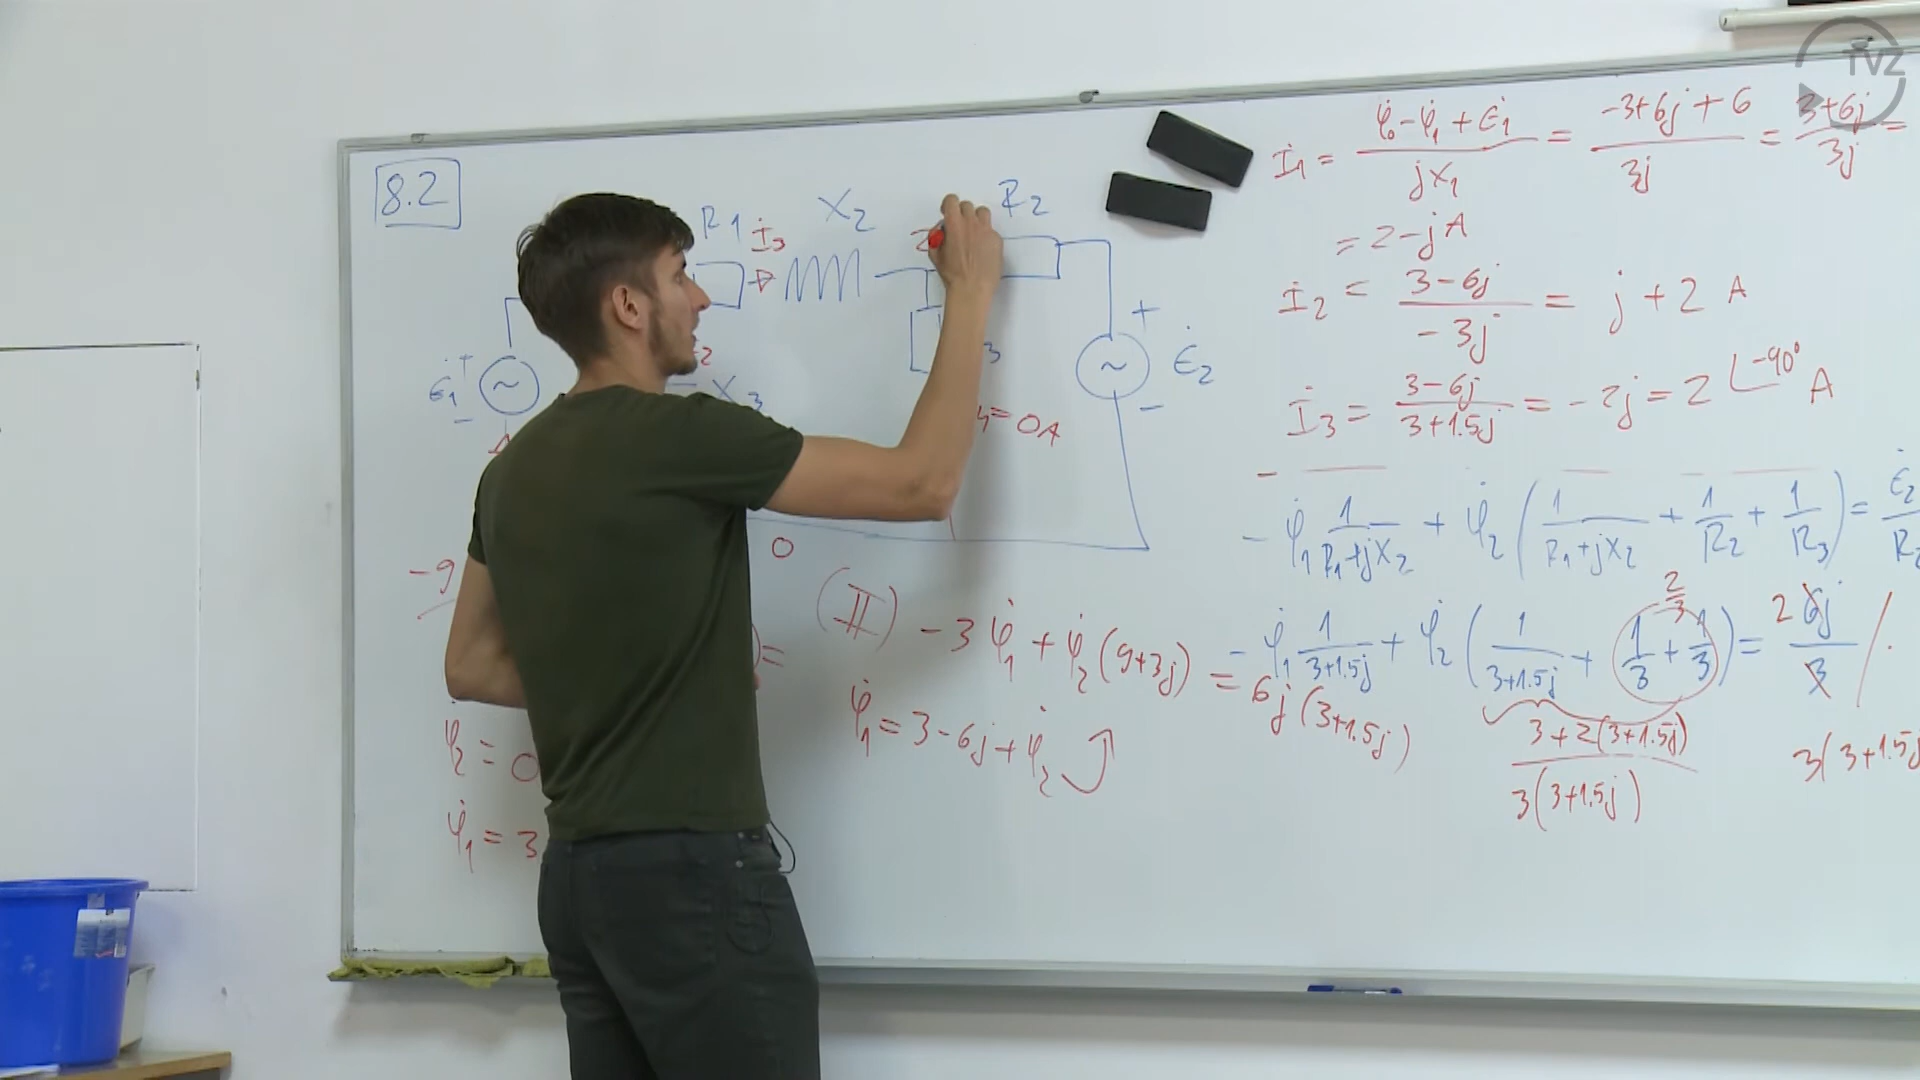 TVZ
8.2
R1 İ3 X2 R2
+ Ė1 −
X3
+ Ė2 −
= 0A
0
İ1 = (φ̇0 - φ̇1 + Ė1)/(jX1) = (-3+6j+6)/(3j) = (3+6j)/(3j) =
= 2-j A
İ2 = (3-6j)/(-3j) = j+2 A
İ3 = (3-6j)/(3+1.5j) = -2j = 2∠-90° A
-φ̇1 1/(R1+jX2) + φ̇2 (1/(R1+jX2) + 1/R2 + 1/R3) = Ė2/R2
-φ̇1 1/(3+1.5j) + φ̇2 (1/(3+1.5j) + 1/3 + 1/3) = 6j/3 / ·
2/3
2
(3+2(3+1.5j))/(3(3+1.5j))
3(3+1.5j
-9
(II) -3φ̇1 + φ̇2(9+3j) = 6j(3+1.5j)
φ̇1 = 3-6j+φ̇2
φ̇2 = 0
φ̇1 = 3